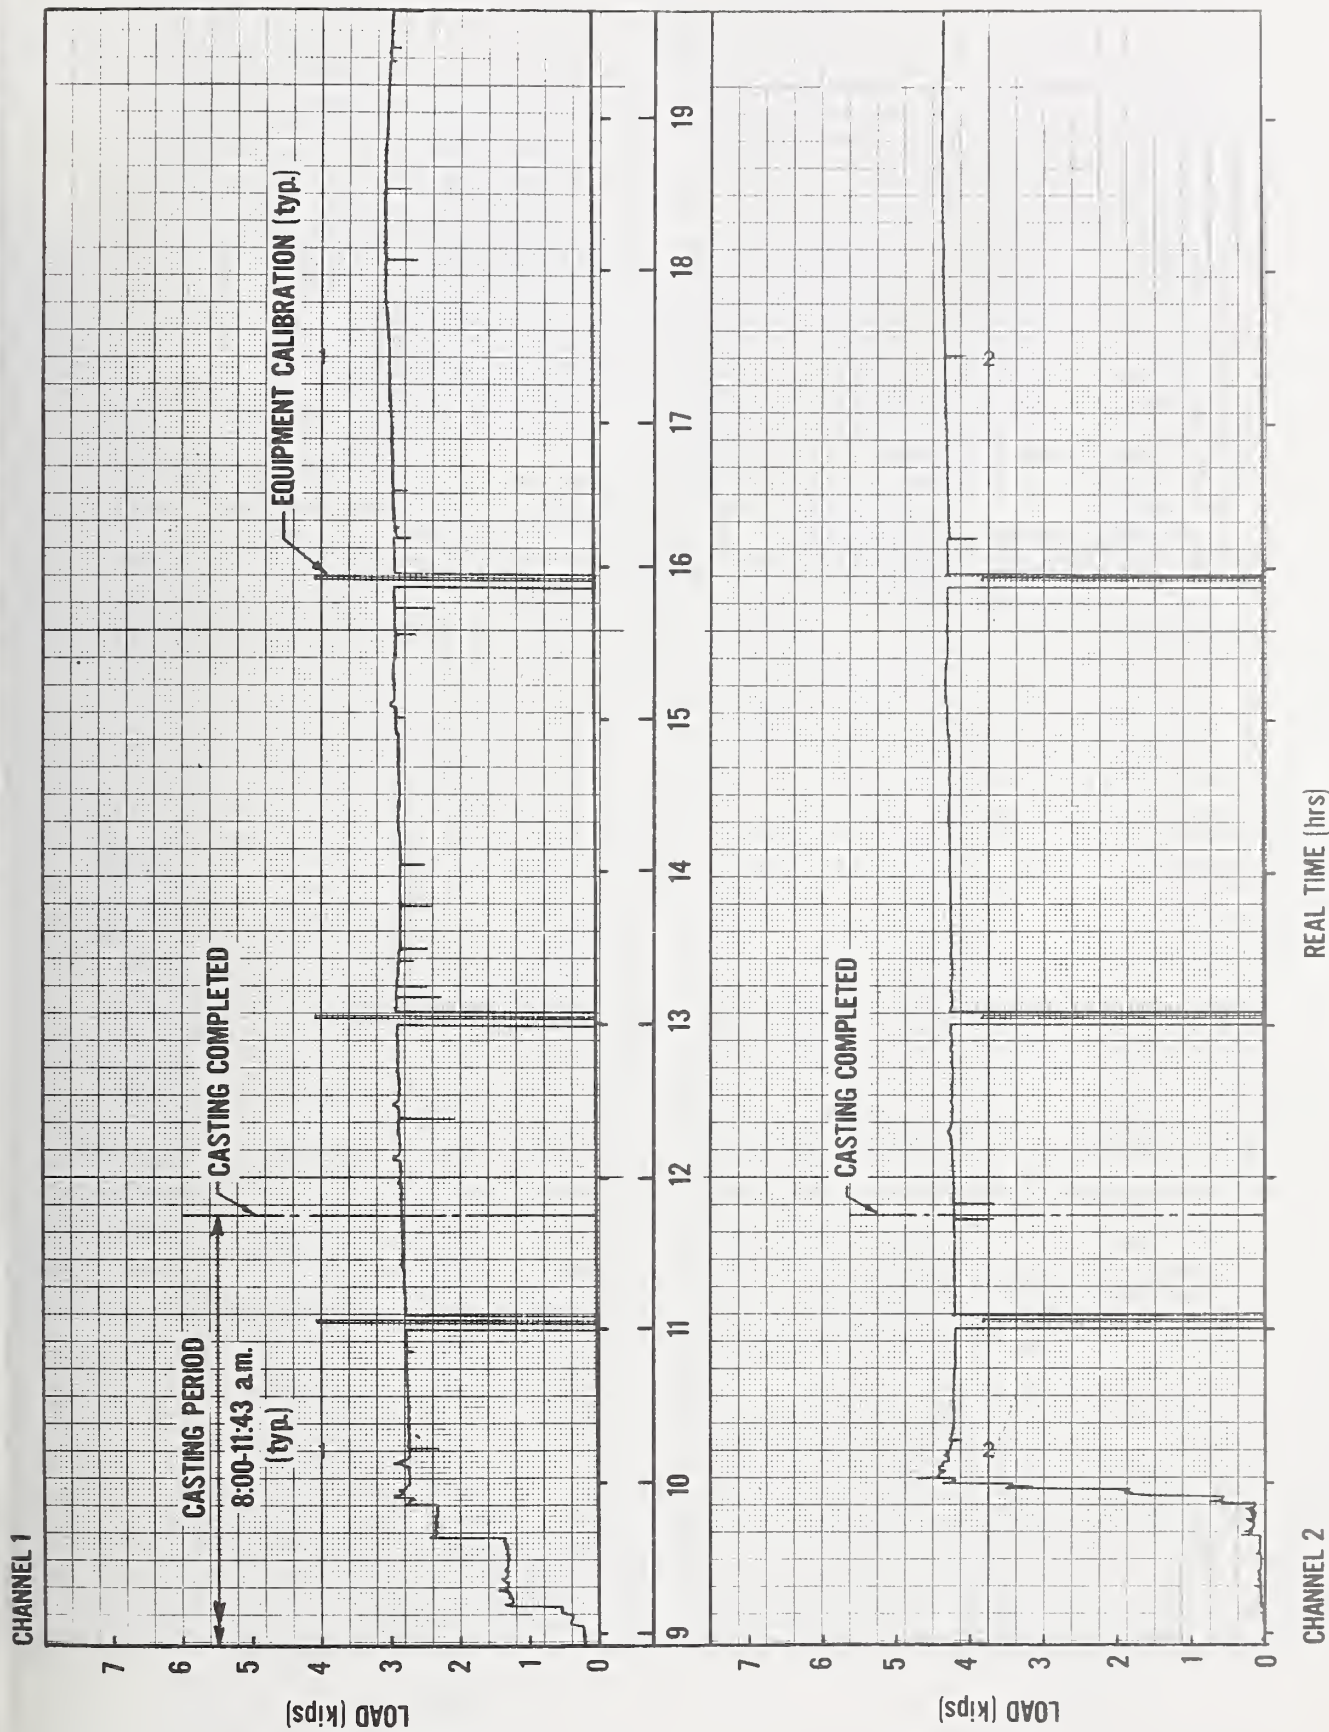 CHANNEL 1
LOAD (kips)
7
6
5
4
3
2
1
0
CASTING PERIOD
8:00-11:43 a.m.
(typ.)
CASTING COMPLETED
EQUIPMENT CALIBRATION (typ.)
9
10
11
12
13
14
15
16
17
18
19
CHANNEL 2
LOAD (kips)
7
6
5
4
3
2
1
0
CASTING COMPLETED
2
2
REAL TIME (hrs)